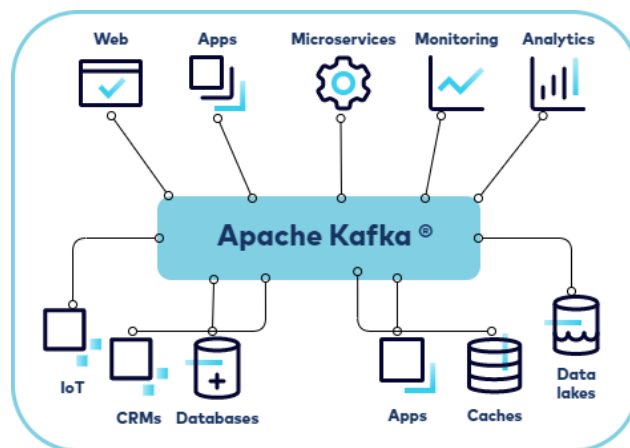 Web
Apps
Microservices
Monitoring
Analytics
Apache Kafka ®
IoT
CRMs
Databases
Apps
Caches
Data
lakes